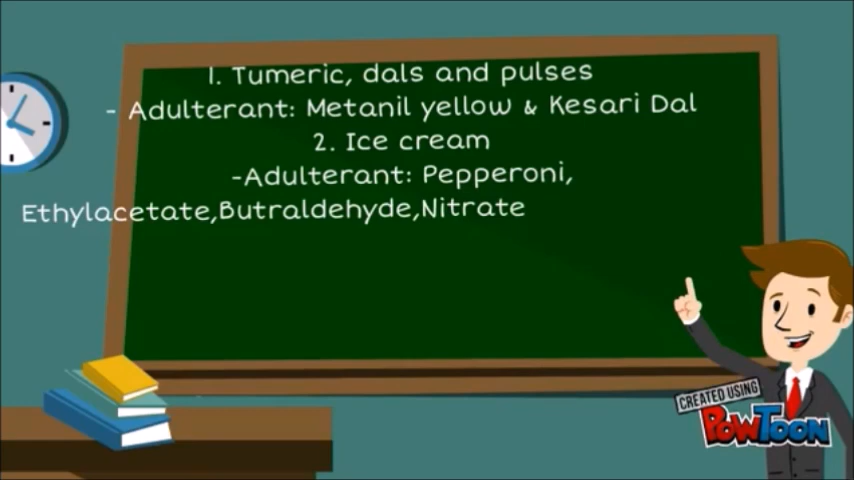 1. Tumeric, dals and pulses
- Adulterant: Metanil yellow & Kesari Dal
2. Ice cream
-Adulterant: Pepperoni,
Ethylacetate,Butraldehyde,Nitrate
CREATED USING
POWTOON